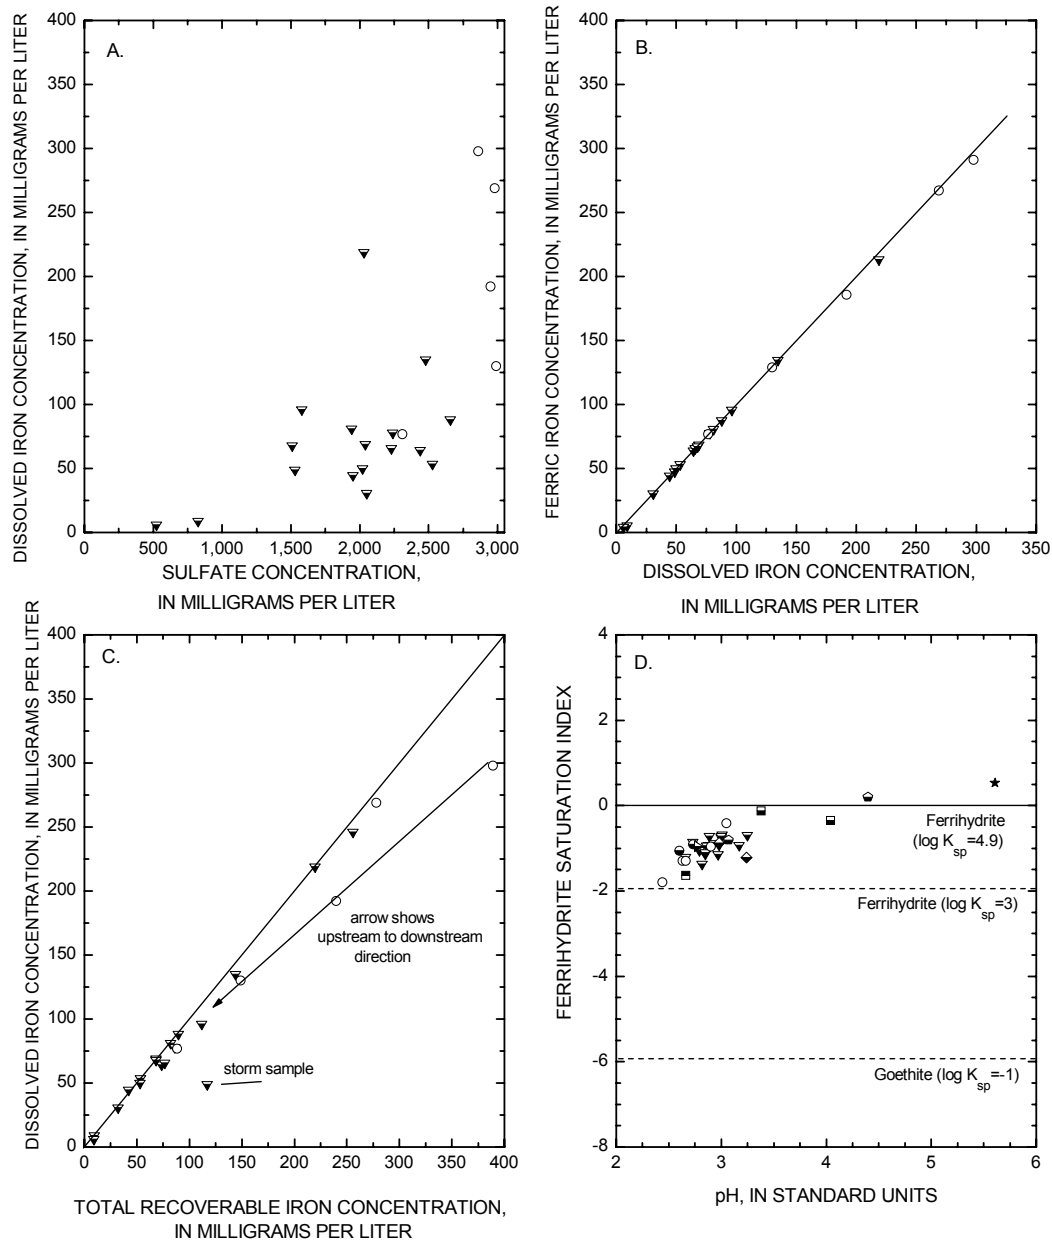 A.
DISSOLVED IRON CONCENTRATION, IN MILLIGRAMS PER LITER
400
350
300
250
200
150
100
50
0
0 500 1,000 1,500 2,000 2,500 3,000
SULFATE CONCENTRATION,
IN MILLIGRAMS PER LITER
B.
FERRIC IRON CONCENTRATION, IN MILLIGRAMS PER LITER
400
350
300
250
200
150
100
50
0
0 50 100 150 200 250 300 350
DISSOLVED IRON CONCENTRATION,
IN MILLIGRAMS PER LITER
C.
DISSOLVED IRON CONCENTRATION, IN MILLIGRAMS PER LITER
400
350
300
250
200
150
100
50
0
arrow shows
upstream to downstream
direction
storm sample
0 50 100 150 200 250 300 350 400
TOTAL RECOVERABLE IRON CONCENTRATION,
IN MILLIGRAMS PER LITER
D.
FERRIHYDRITE SATURATION INDEX
4
2
0
-2
-4
-6
-8
Ferrihydrite
(log Ksp=4.9)
Ferrihydrite (log Ksp=3)
Goethite (log Ksp=-1)
2 3 4 5 6
pH, IN STANDARD UNITS